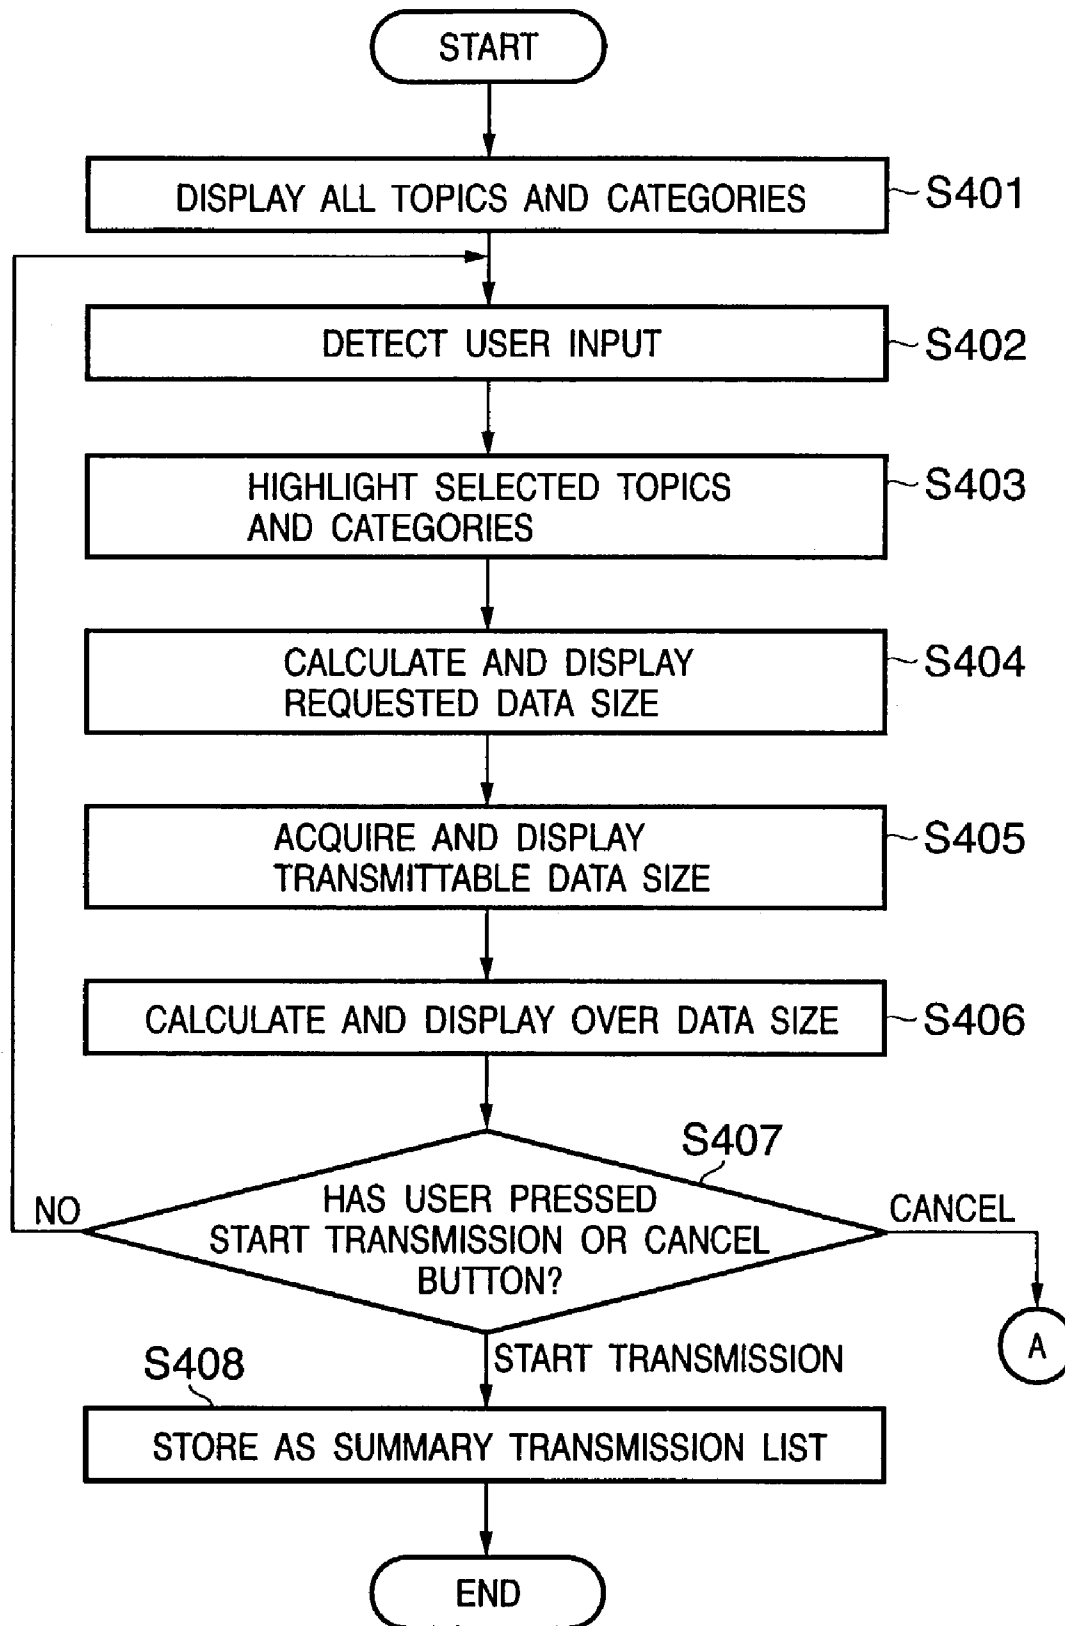 START
DISPLAY ALL TOPICS AND CATEGORIES
S401
DETECT USER INPUT
S402
HIGHLIGHT SELECTED TOPICS
AND CATEGORIES
S403
CALCULATE AND DISPLAY
REQUESTED DATA SIZE
S404
ACQUIRE AND DISPLAY
TRANSMITTABLE DATA SIZE
S405
CALCULATE AND DISPLAY OVER DATA SIZE
S406
S407
HAS USER PRESSED
START TRANSMISSION OR CANCEL
BUTTON?
NO
CANCEL
A
START TRANSMISSION
S408
STORE AS SUMMARY TRANSMISSION LIST
END